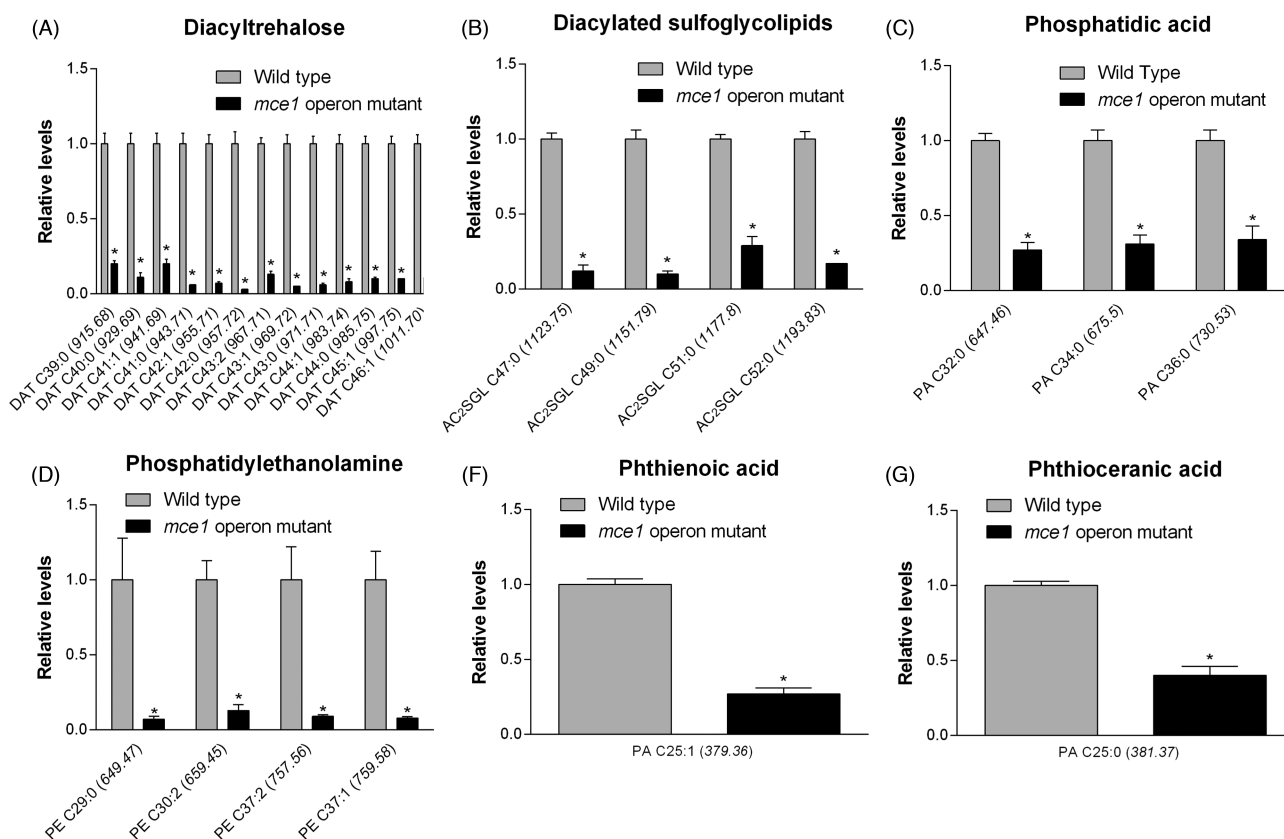 (A)
Diacyltrehalose
Wild type
mce1 operon mutant
Relative levels
1.5
1.0
0.5
0.0
* * * * * * * * * * * *
DAT C39:0 (915.68)
DAT C40:0 (929.69)
DAT C41:1 (941.69)
DAT C41:0 (943.71)
DAT C42:1 (955.71)
DAT C42:0 (957.72)
DAT C43:2 (967.71)
DAT C43:1 (969.72)
DAT C43:0 (971.71)
DAT C44:1 (983.74)
DAT C44:0 (985.75)
DAT C45:1 (997.75)
DAT C46:1 (1011.70)
(B)
Diacylated sulfoglycolipids
Wild type
mce1 operon mutant
Relative levels
1.5
1.0
0.5
0.0
* * * *
AC₂SGL C47:0 (1123.75)
AC₂SGL C49:0 (1151.79)
AC₂SGL C51:0 (1177.8)
AC₂SGL C52:0 (1193.83)
(C)
Phosphatidic acid
Wild Type
mce1 operon mutant
Relative levels
1.5
1.0
0.5
0.0
* * *
PA C32:0 (647.46)
PA C34:0 (675.5)
PA C36:0 (730.53)
(D)
Phosphatidylethanolamine
Wild type
mce1 operon mutant
Relative levels
1.5
1.0
0.5
0.0
* * * *
PE C29:0 (649.47)
PE C30:2 (659.45)
PE C37:2 (757.56)
PE C37:1 (759.58)
(F)
Phthienoic acid
Wild type
mce1 operon mutant
Relative levels
1.5
1.0
0.5
0.0
*
PA C25:1 (379.36)
(G)
Phthioceranic acid
Wild type
mce1 operon mutant
Relative levels
1.5
1.0
0.5
0.0
*
PA C25:0 (381.37)